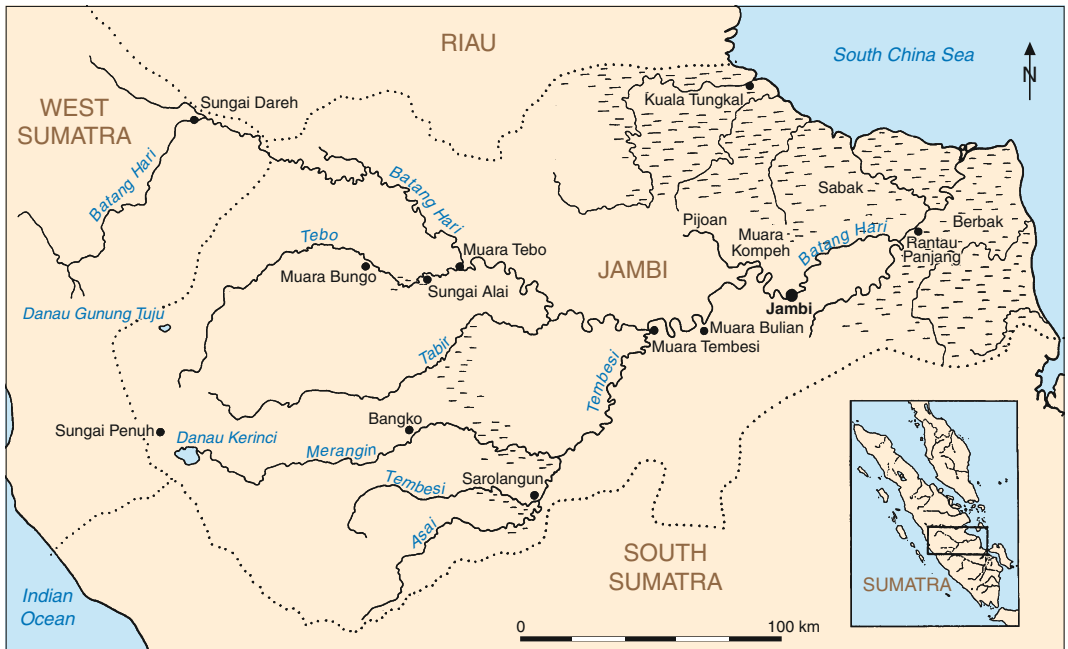 RIAU
South China Sea
N
WEST
SUMATRA
Sungai Dareh
Kuala Tungkal
Batang Hari
Batang Hari
Sabak
Tebo
Pijoan
Muara
Kompeh
Batang Hari
Berbak
Rantau-
Panjang
Muara Tebo
Muara Bungo
Sungai Alai
JAMBI
Jambi
Danau Gunung Tuju
Muara Bulian
Muara Tembesi
Tabir
Tembesi
Bangko
Sungai Penuh
Danau Kerinci
Merangin
Tembesi
Sarolangun
Asai
SOUTH
SUMATRA
SUMATRA
Indian
Ocean
0
100 km